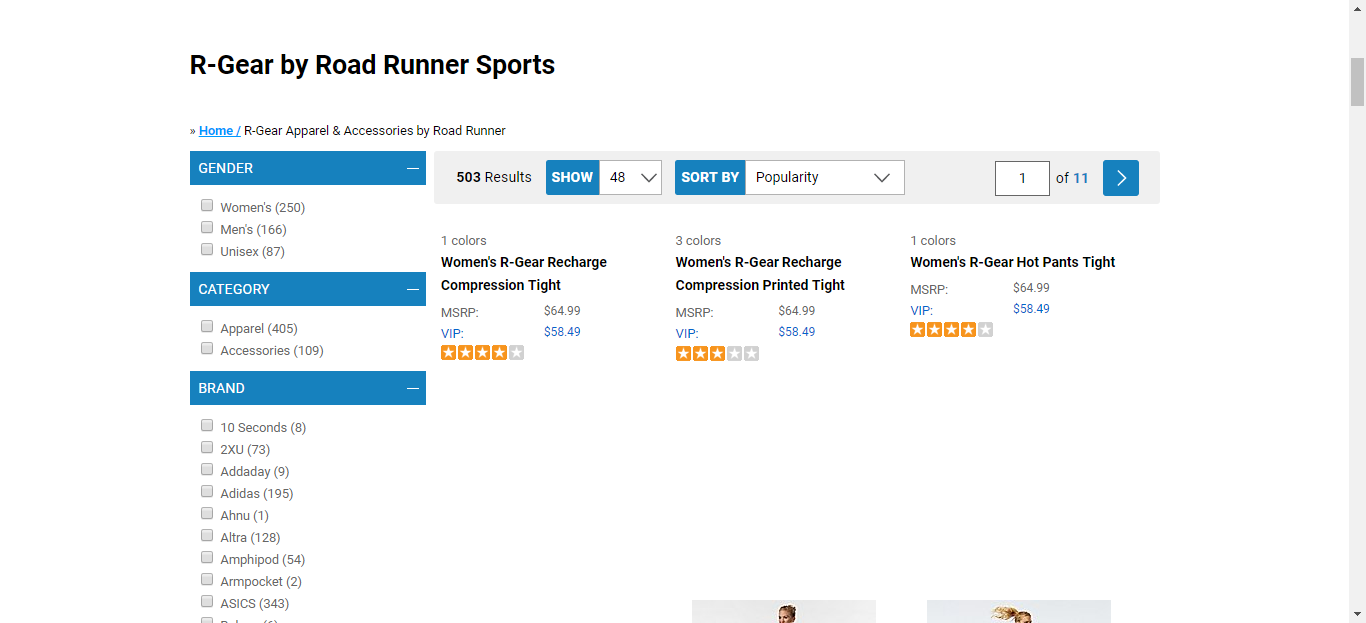 R-Gear by Road Runner Sports
» Home / R-Gear Apparel & Accessories by Road Runner
GENDER
Women's (250)
Men's (166)
Unisex (87)
CATEGORY
Apparel (405)
Accessories (109)
BRAND
10 Seconds (8)
2XU (73)
Addaday (9)
Adidas (195)
Ahnu (1)
Altra (128)
Amphipod (54)
Armpocket (2)
ASICS (343)
503 Results SHOW 48 SORT BY Popularity 1 of 11
1 colors
Women's R-Gear Recharge
Compression Tight
MSRP: $64.99
VIP: $58.49
3 colors
Women's R-Gear Recharge
Compression Printed Tight
MSRP: $64.99
VIP: $58.49
1 colors
Women's R-Gear Hot Pants Tight
MSRP: $64.99
VIP: $58.49